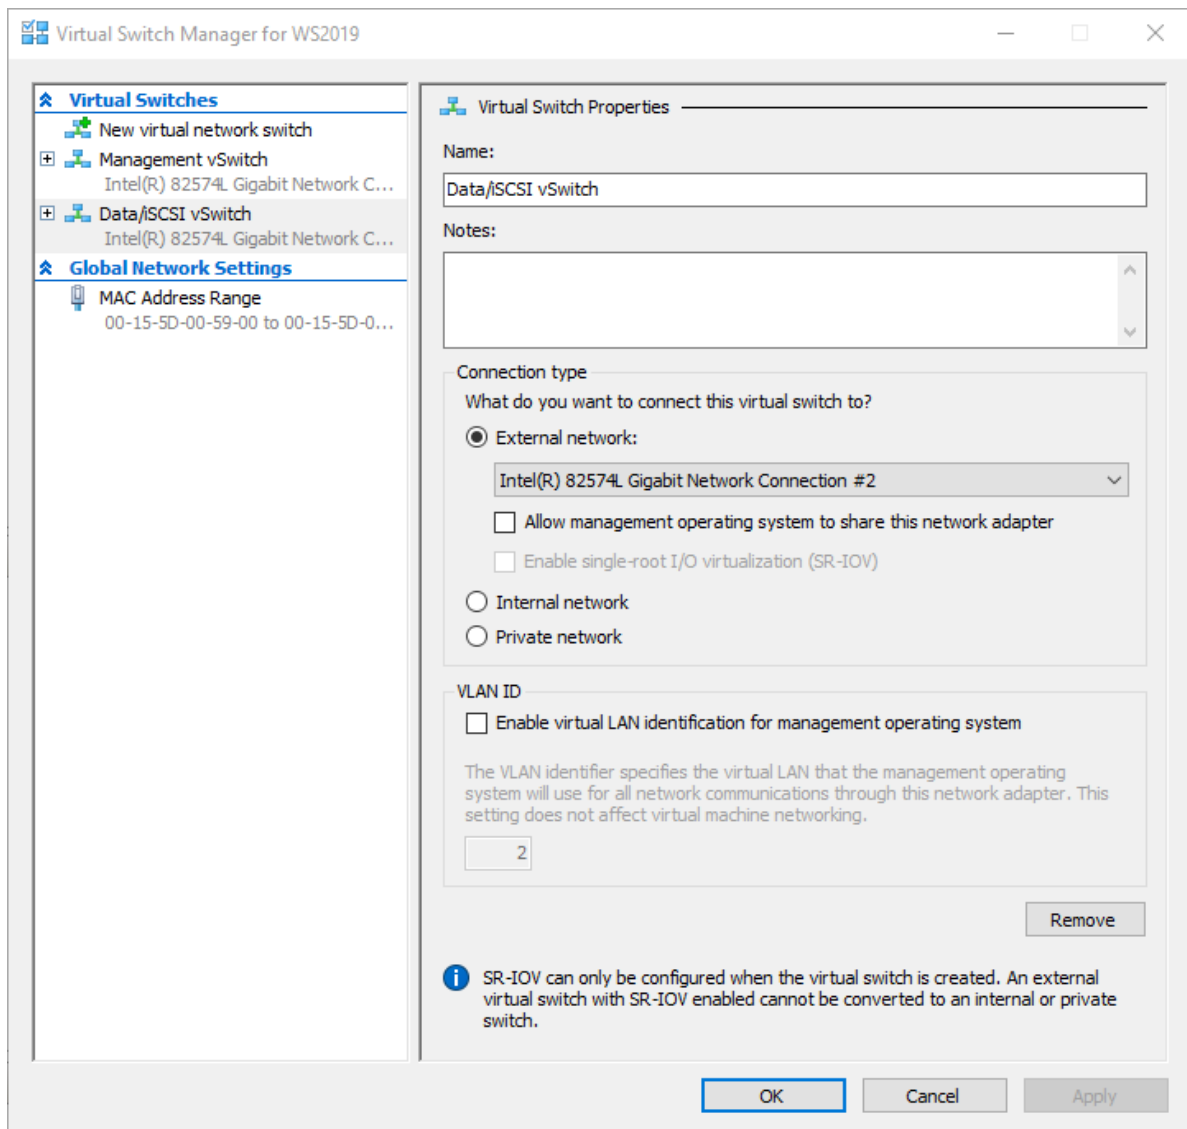 Virtual Switch Manager for WS2019
Virtual Switches
New virtual network switch
Management vSwitch
Intel(R) 82574L Gigabit Network C...
Data/iSCSI vSwitch
Intel(R) 82574L Gigabit Network C...
Global Network Settings
MAC Address Range
00-15-5D-00-59-00 to 00-15-5D-0...
Virtual Switch Properties
Name:
Data/iSCSI vSwitch
Notes:
Connection type
What do you want to connect this virtual switch to?
External network:
Intel(R) 82574L Gigabit Network Connection #2
Allow management operating system to share this network adapter
Enable single-root I/O virtualization (SR-IOV)
Internal network
Private network
VLAN ID
Enable virtual LAN identification for management operating system
The VLAN identifier specifies the virtual LAN that the management operating
system will use for all network communications through this network adapter. This
setting does not affect virtual machine networking.
2
Remove
SR-IOV can only be configured when the virtual switch is created. An external
virtual switch with SR-IOV enabled cannot be converted to an internal or private
switch.
OK
Cancel
Apply